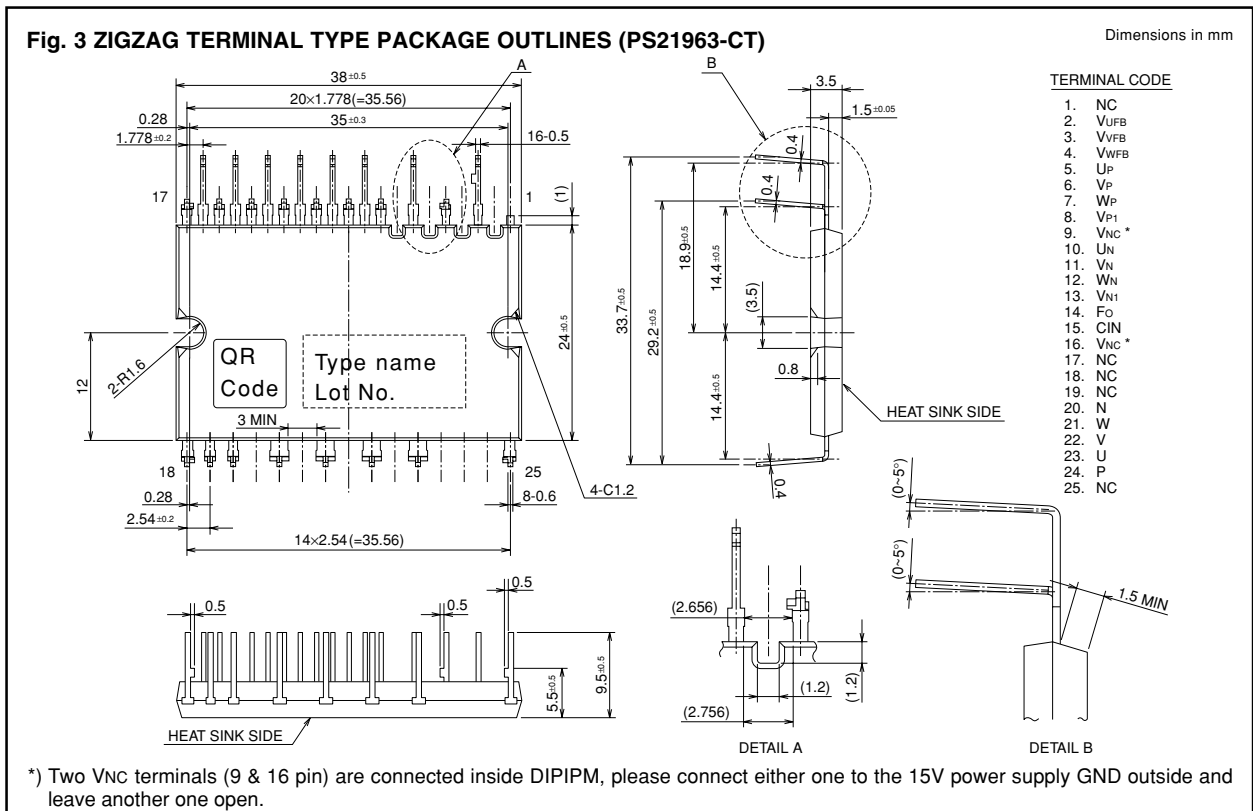 Fig. 3 ZIGZAG TERMINAL TYPE PACKAGE OUTLINES (PS21963-CT)
Dimensions in mm
A
38±0.5
20×1.778(=35.56)
35±0.3
0.28
1.778±0.2
16-0.5
17
1
(1)
24±0.5
12
2-R1.6
QR
Code
Type name
Lot No.
3 MIN
18
25
0.28
2.54±0.2
8-0.6
4-C1.2
14×2.54(=35.56)
B
3.5
1.5±0.05
0.4
0.4
33.7±0.5
29.2±0.5
18.9±0.5
14.4±0.5
(3.5)
0.8
14.4±0.5
HEAT SINK SIDE
0.4
TERMINAL CODE
1. NC
2. VUFB
3. VVFB
4. VWFB
5. UP
6. VP
7. WP
8. VP1
9. VNC *
10. UN
11. VN
12. WN
13. VN1
14. FO
15. CIN
16. VNC *
17. NC
18. NC
19. NC
20. N
21. W
22. V
23. U
24. P
25. NC
0.5
0.5
0.5
5.5±0.5
9.5±0.5
HEAT SINK SIDE
(2.656)
(1.2)
(1.2)
(2.756)
DETAIL A
(0~5°)
(0~5°)
1.5 MIN
DETAIL B
*) Two VNC terminals (9 & 16 pin) are connected inside DIPIPM, please connect either one to the 15V power supply GND outside and
leave another one open.